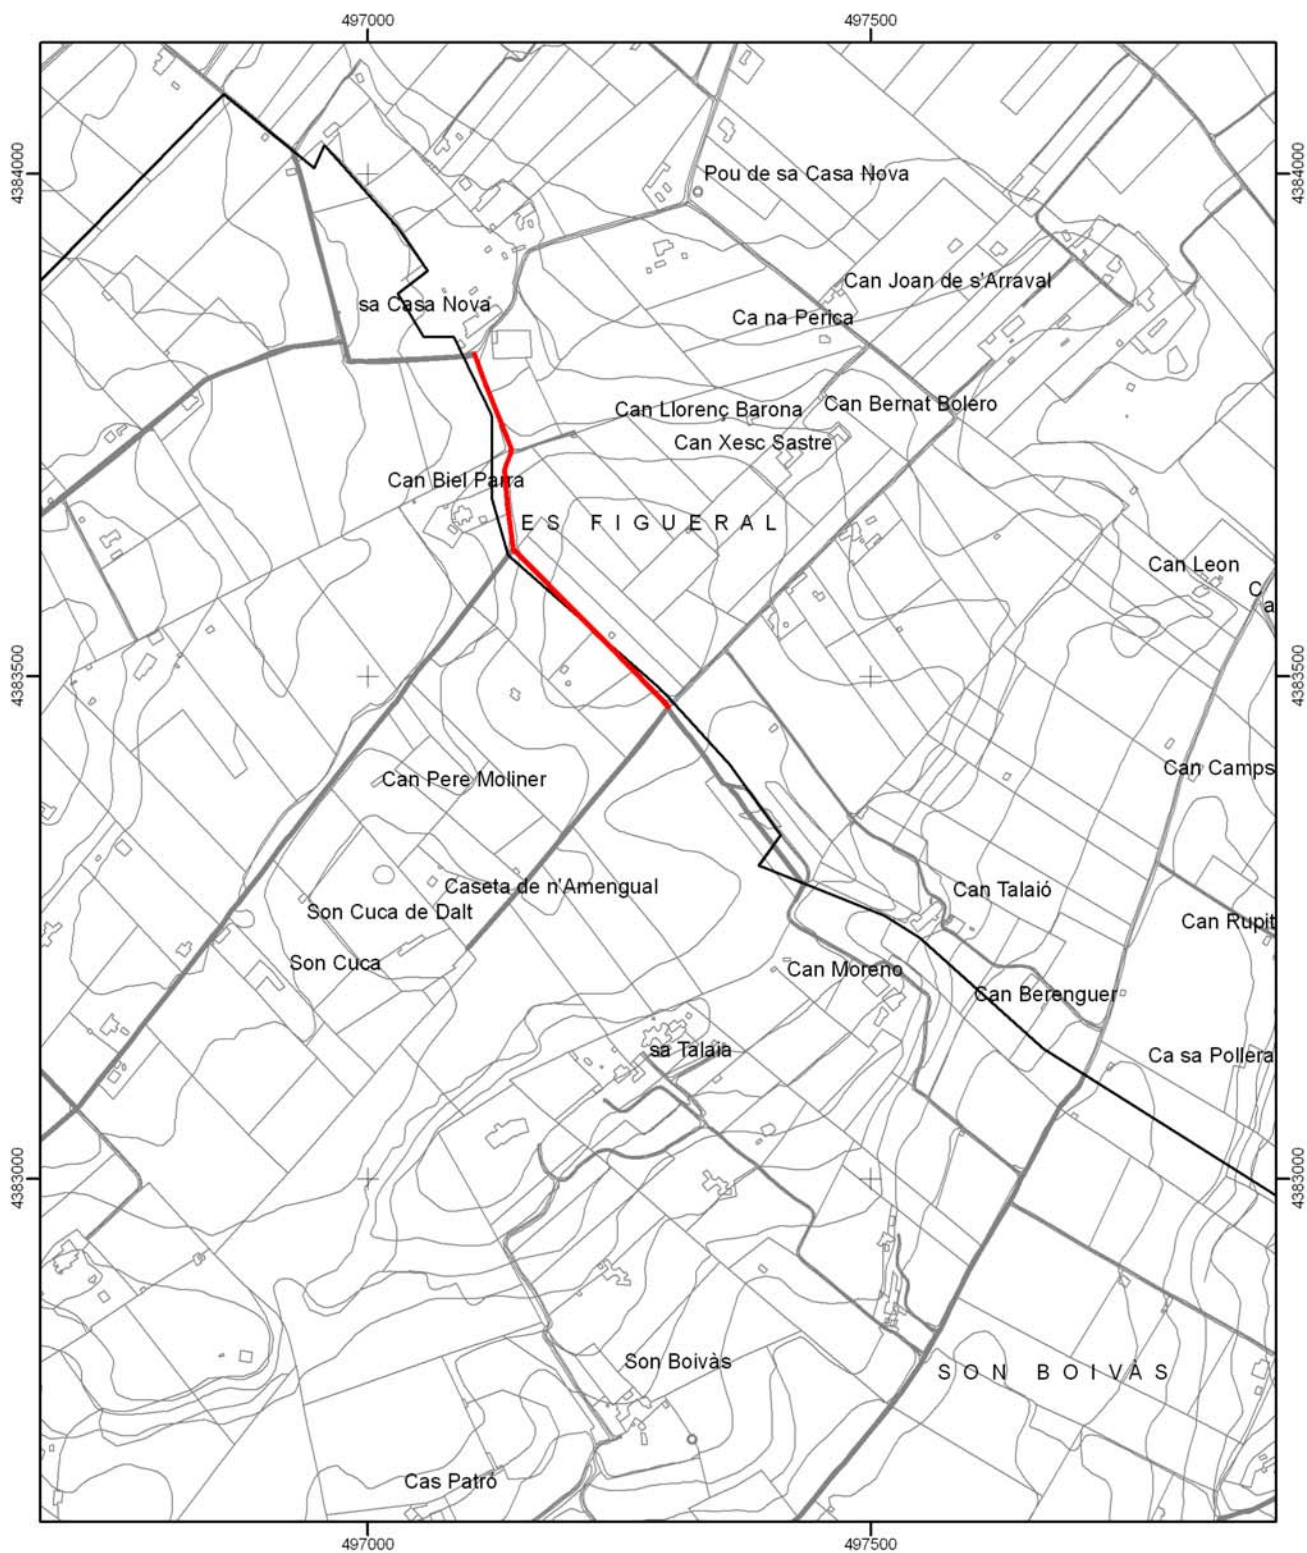 497000
497500
4384000
4384000
Pou de sa Casa Nova
Can Joan de s'Arraval
sa Casa Nova
Ca na Perica
Can Llorenç Barona
Can Bernat Bolero
Can Xesc Sastre
Can Biel Parra
ES FIGUERAL
Can Leon
C
a
4383500
4383500
Can Camps
Can Pere Moliner
Caseta de n'Amengual
Can Talaió
Son Cuca de Dalt
Can Rupit
Son Cuca
Can Moreno
Can Berenguer
sa Talaia
Ca sa Pollera
4383000
4383000
Son Boivàs
SON BOIVÀS
Cas Patró
497000
497500